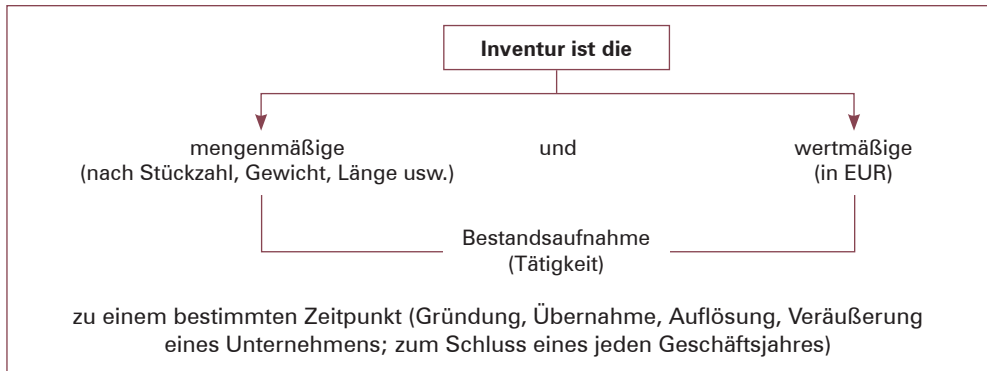 Inventur ist die
mengenmäßige und wertmäßige
(nach Stückzahl, Gewicht, Länge usw.) (in EUR)
Bestandsaufnahme
(Tätigkeit)
zu einem bestimmten Zeitpunkt (Gründung, Übernahme, Auflösung, Veräußerung
eines Unternehmens; zum Schluss eines jeden Geschäftsjahres)